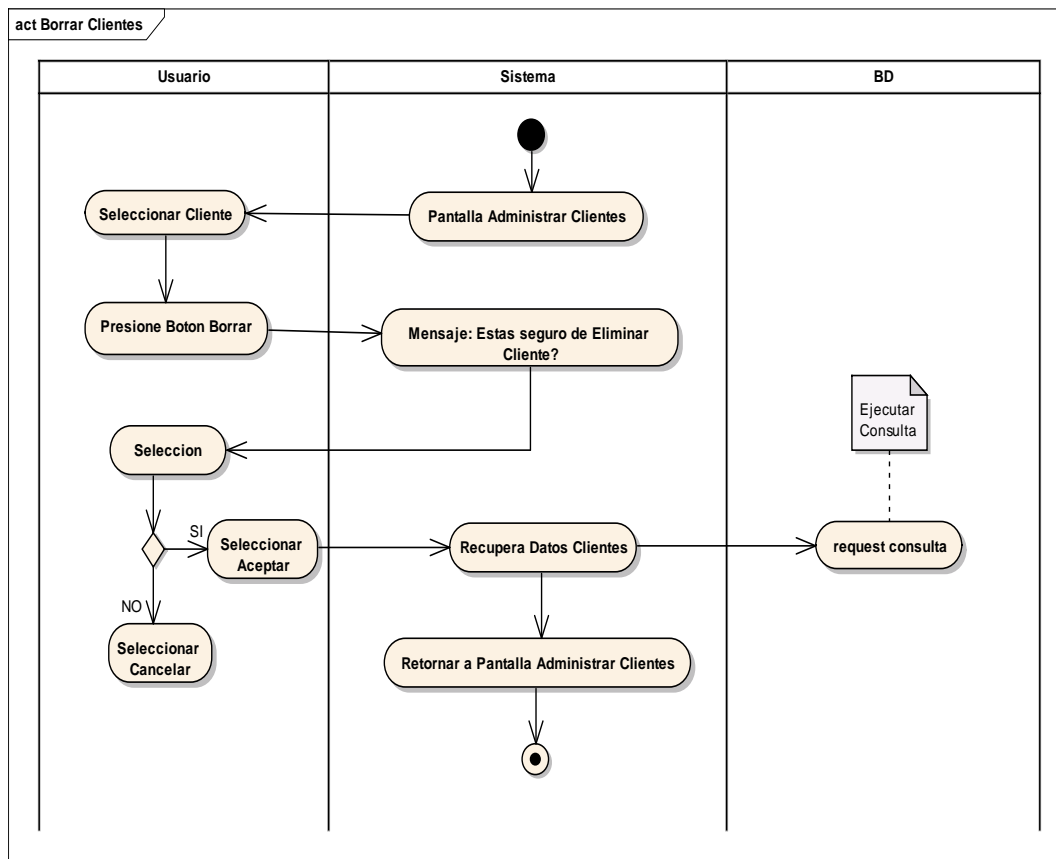 act Borrar Clientes
Usuario
Sistema
BD
Pantalla Administrar Clientes
Seleccionar Cliente
Presione Boton Borrar
Mensaje: Estas seguro de Eliminar
Cliente?
Seleccion
SI
Seleccionar
Aceptar
NO
Seleccionar
Cancelar
Recupera Datos Clientes
request consulta
Ejecutar
Consulta
Retornar a Pantalla Administrar Clientes